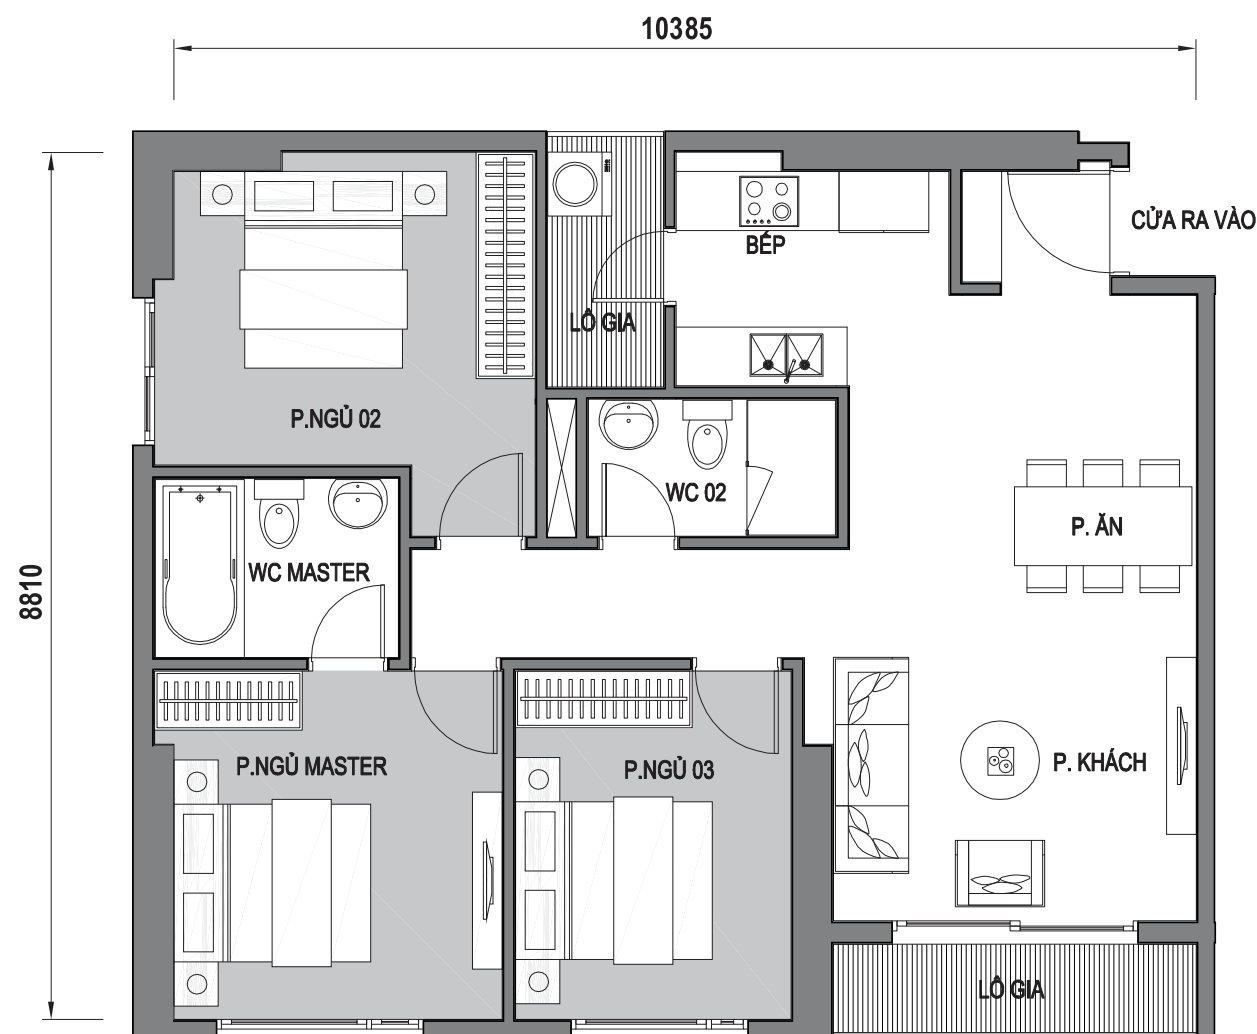 10385
CỬA RA VÀO
BẾP
LÔ GIA
P.NGỦ 02
WC 02
P. ĂN
WC MASTER
8810
P.NGỦ MASTER
P.NGỦ 03
P. KHÁCH
LÔ GIA